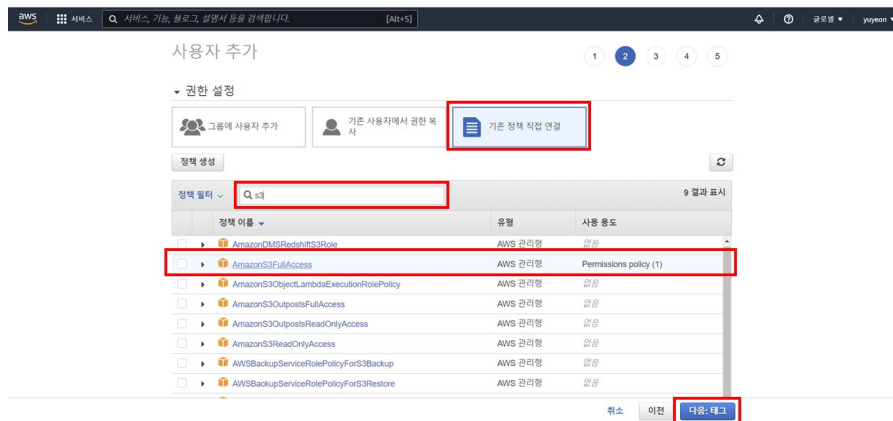 aws
서비스
서비스, 기능, 블로그, 설명서 등을 검색합니다.
[Alt+S]
글로벌 ▾
yuyeon ▾
사용자 추가
1 2 3 4 5
권한 설정
그룹에 사용자 추가
기존 사용자에서 권한 복
사
기존 정책 직접 연결
정책 생성
정책 필터
s3
9 결과 표시
정책 이름 유형 사용 용도
AmazonDMSRedshiftS3Role AWS 관리형 없음
AmazonS3FullAccess AWS 관리형 Permissions policy (1)
AmazonS3ObjectLambdaExecutionRolePolicy AWS 관리형 없음
AmazonS3OutpostsFullAccess AWS 관리형 없음
AmazonS3OutpostsReadOnlyAccess AWS 관리형 없음
AmazonS3ReadOnlyAccess AWS 관리형 없음
AWSBackupServiceRolePolicyForS3Backup AWS 관리형 없음
AWSBackupServiceRolePolicyForS3Restore AWS 관리형 없음
취소 이전 다음: 태그